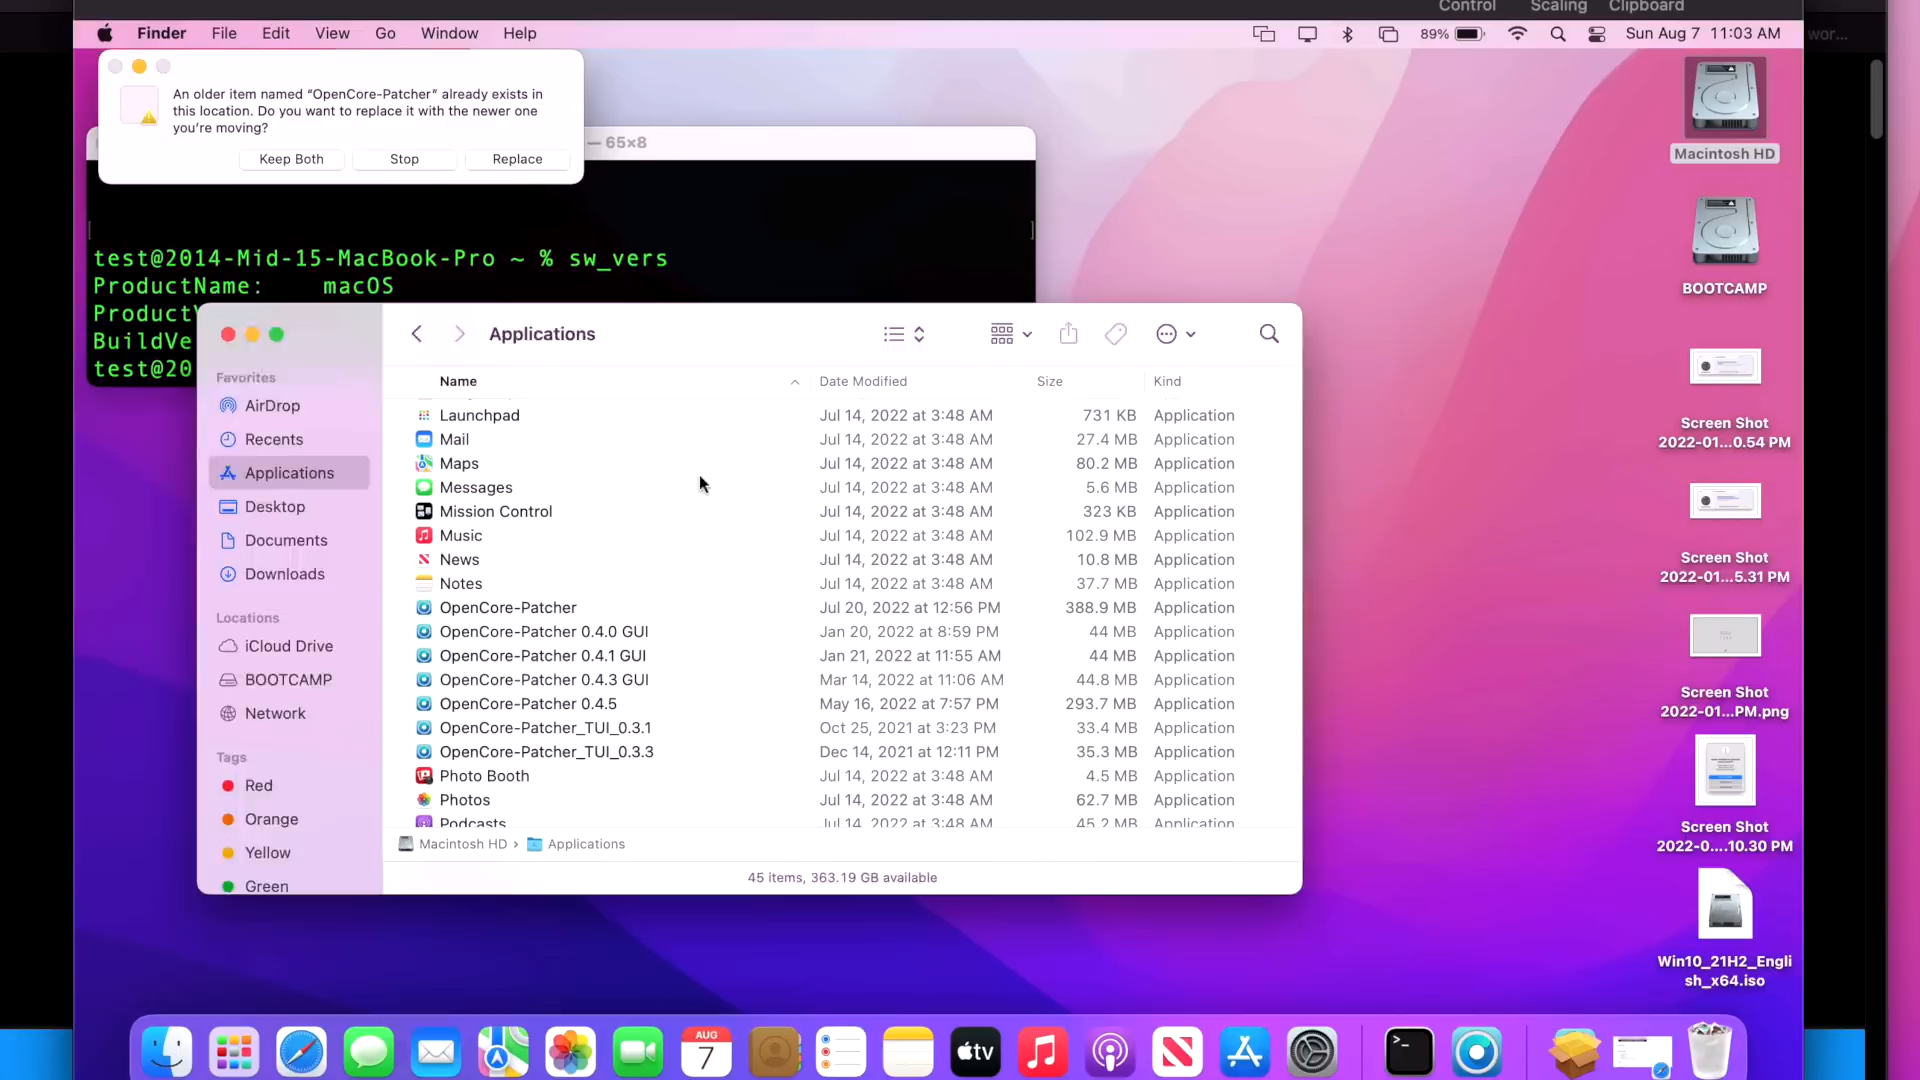 Control Scaling Clipboard
Finder File Edit View Go Window Help 89% Sun Aug 7 11:03 AM
wor...
An older item named “OpenCore-Patcher” already exists in
this location. Do you want to replace it with the newer one
you’re moving?
Keep Both Stop Replace
— 65×8
test@2014-Mid-15-MacBook-Pro ~ % sw_vers
ProductName: macOS
Product
BuildVe
test@20
Applications
Favorites
AirDrop
Recents
Applications
Desktop
Documents
Downloads
Locations
iCloud Drive
BOOTCAMP
Network
Tags
Red
Orange
Yellow
Green
Name Date Modified Size Kind
Launchpad Jul 14, 2022 at 3:48 AM 731 KB Application
Mail Jul 14, 2022 at 3:48 AM 27.4 MB Application
Maps Jul 14, 2022 at 3:48 AM 80.2 MB Application
Messages Jul 14, 2022 at 3:48 AM 5.6 MB Application
Mission Control Jul 14, 2022 at 3:48 AM 323 KB Application
Music Jul 14, 2022 at 3:48 AM 102.9 MB Application
News Jul 14, 2022 at 3:48 AM 10.8 MB Application
Notes Jul 14, 2022 at 3:48 AM 37.7 MB Application
OpenCore-Patcher Jul 20, 2022 at 12:56 PM 388.9 MB Application
OpenCore-Patcher 0.4.0 GUI Jan 20, 2022 at 8:59 PM 44 MB Application
OpenCore-Patcher 0.4.1 GUI Jan 21, 2022 at 11:55 AM 44 MB Application
OpenCore-Patcher 0.4.3 GUI Mar 14, 2022 at 11:06 AM 44.8 MB Application
OpenCore-Patcher 0.4.5 May 16, 2022 at 7:57 PM 293.7 MB Application
OpenCore-Patcher_TUI_0.3.1 Oct 25, 2021 at 3:23 PM 33.4 MB Application
OpenCore-Patcher_TUI_0.3.3 Dec 14, 2021 at 12:11 PM 35.3 MB Application
Photo Booth Jul 14, 2022 at 3:48 AM 4.5 MB Application
Photos Jul 14, 2022 at 3:48 AM 62.7 MB Application
Podcasts Jul 14, 2022 at 3:48 AM 45.2 MB Application
Macintosh HD › Applications
45 items, 363.19 GB available
Macintosh HD
BOOTCAMP
Screen Shot
2022-01...0.54 PM
Screen Shot
2022-01...5.31 PM
Screen Shot
2022-01...PM.png
Screen Shot
2022-0....10.30 PM
Win10_21H2_Engli
sh_x64.iso
AUG
7
tv
>_